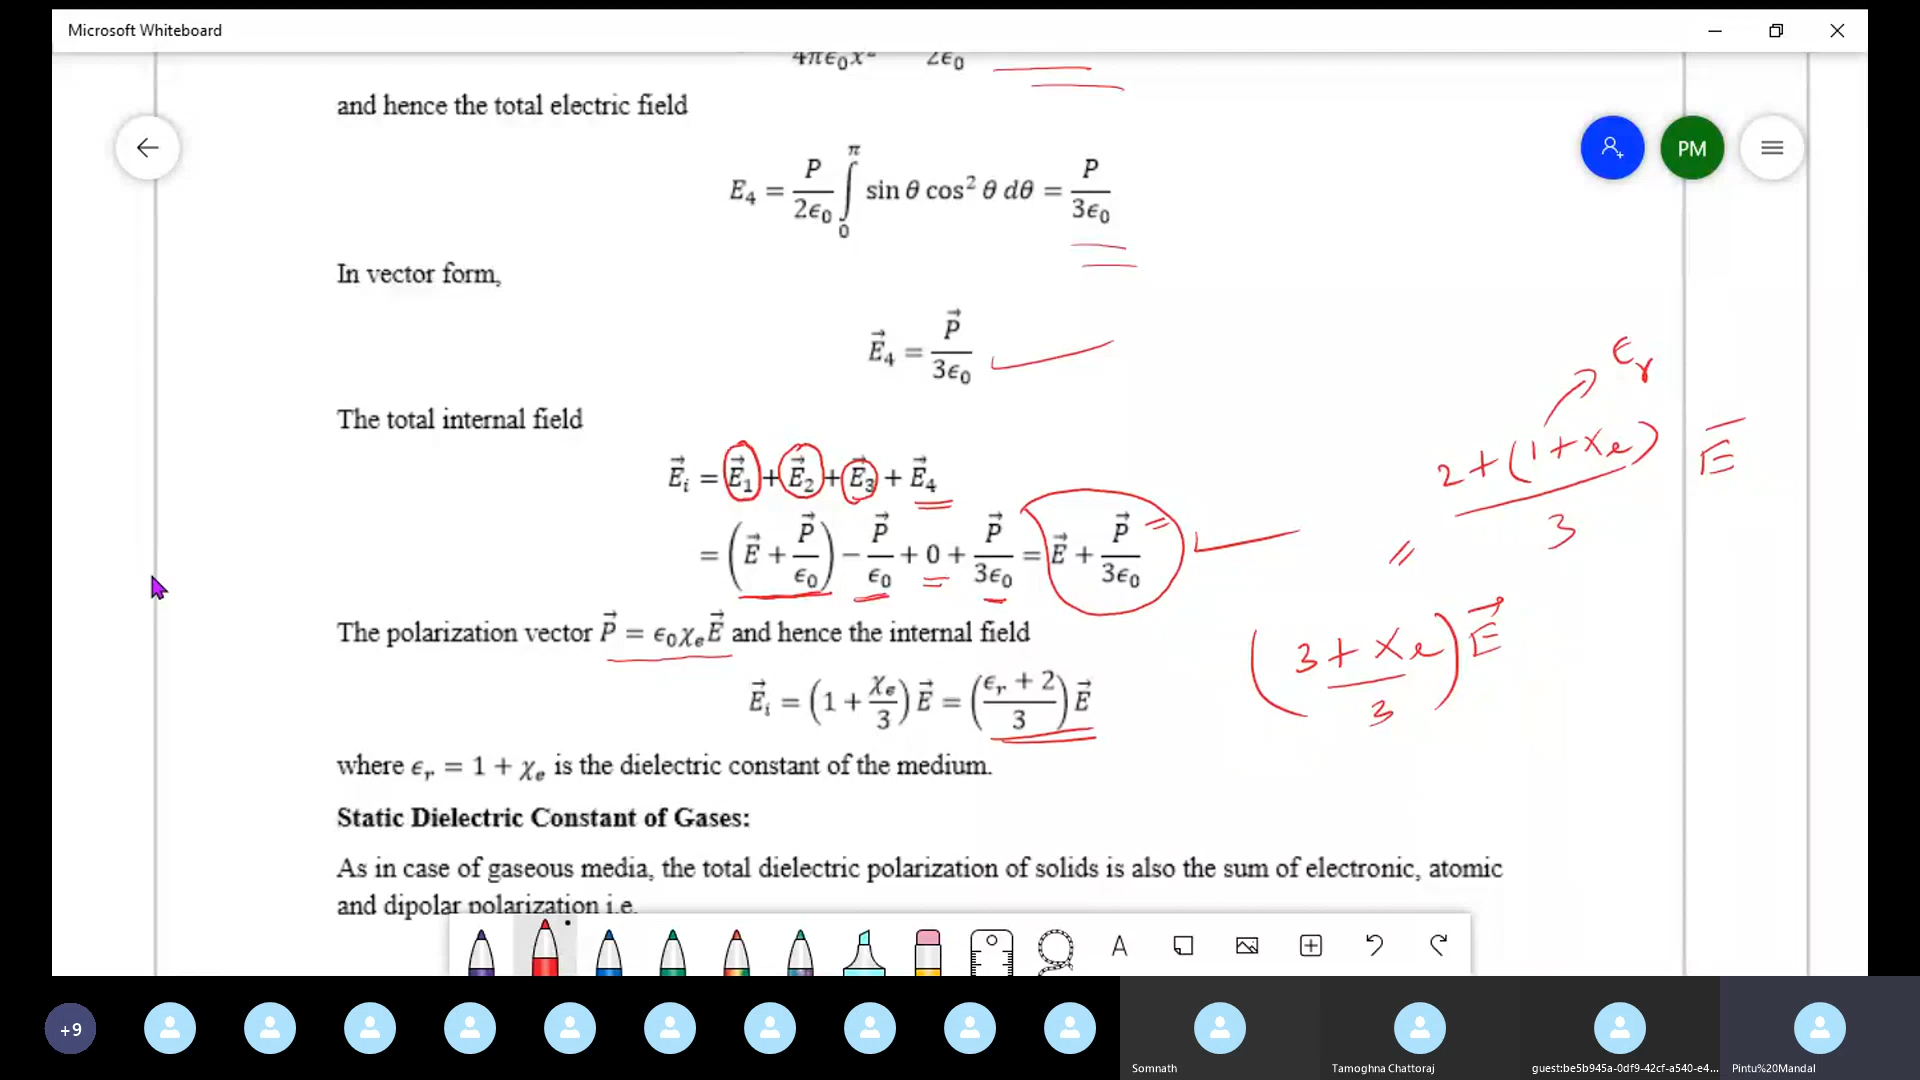 Microsoft Whiteboard
4πϵ₀x² 2ϵ₀
and hence the total electric field
PM
E₄ = P/2ϵ₀ ∫₀^π sin θ cos² θ dθ = P/3ϵ₀
In vector form,
E⃗₄ = P⃗/3ϵ₀
ϵr
The total internal field
E⃗ᵢ = E⃗₁+E⃗₂+E⃗₃ + E⃗₄
= (2+(1+χe))/3 E⃗
= (E⃗ + P⃗/ϵ₀) − P⃗/ϵ₀ + 0 + P⃗/3ϵ₀ = E⃗ + P⃗/3ϵ₀
The polarization vector P⃗ = ϵ₀χₑE⃗ and hence the internal field
((3+χe)/3) E⃗
E⃗ᵢ = (1 + χₑ/3) E⃗ = ((ϵᵣ + 2)/3) E⃗
where ϵᵣ = 1 + χₑ is the dielectric constant of the medium.
Static Dielectric Constant of Gases:
As in case of gaseous media, the total dielectric polarization of solids is also the sum of electronic, atomic
and dipolar polarization i.e.
A
+9
Somnath
Tamoghna Chattoraj
guest:be5b945a-0df9-42cf-a540-e4...
Pintu%20Mandal